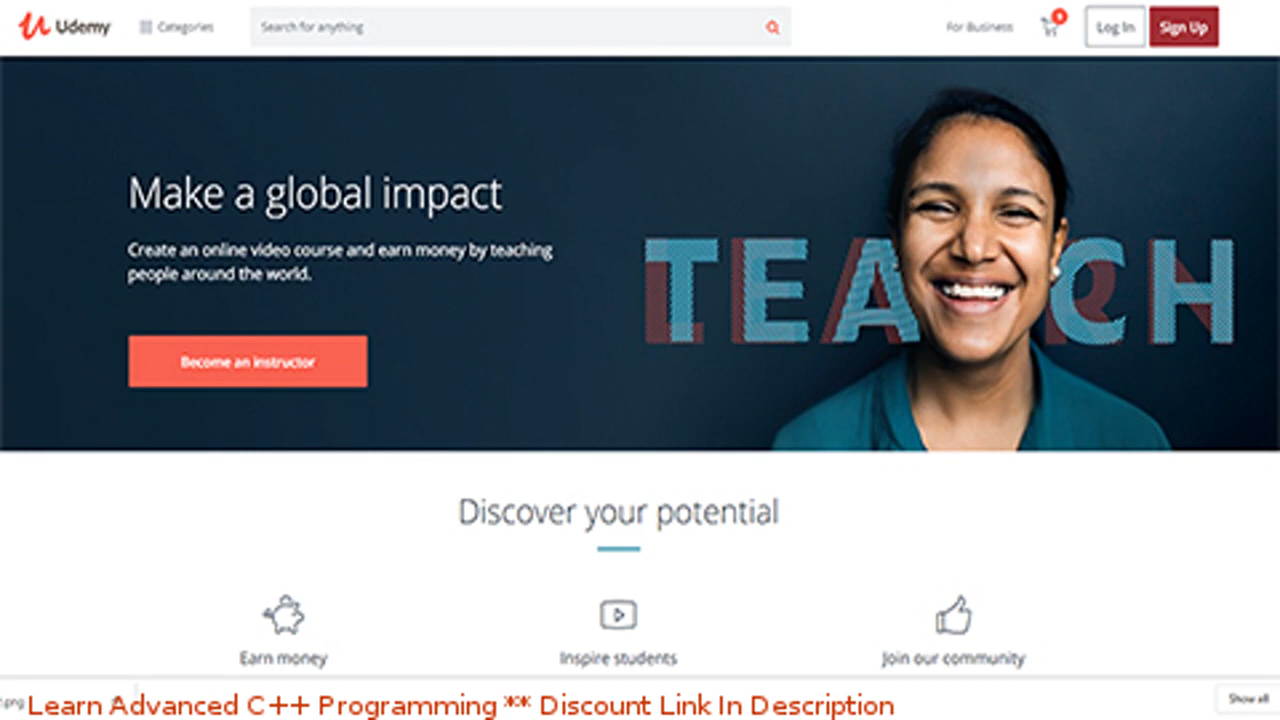 Udemy
Categories
Search for anything
For Business
Log In
Sign Up
Make a global impact
Create an online video course and earn money by teaching
people around the world.
Become an instructor
TEACH
Discover your potential
Earn money
Inspire students
Join our community
.png
Show all
Learn Advanced C++ Programming ** Discount Link In Description